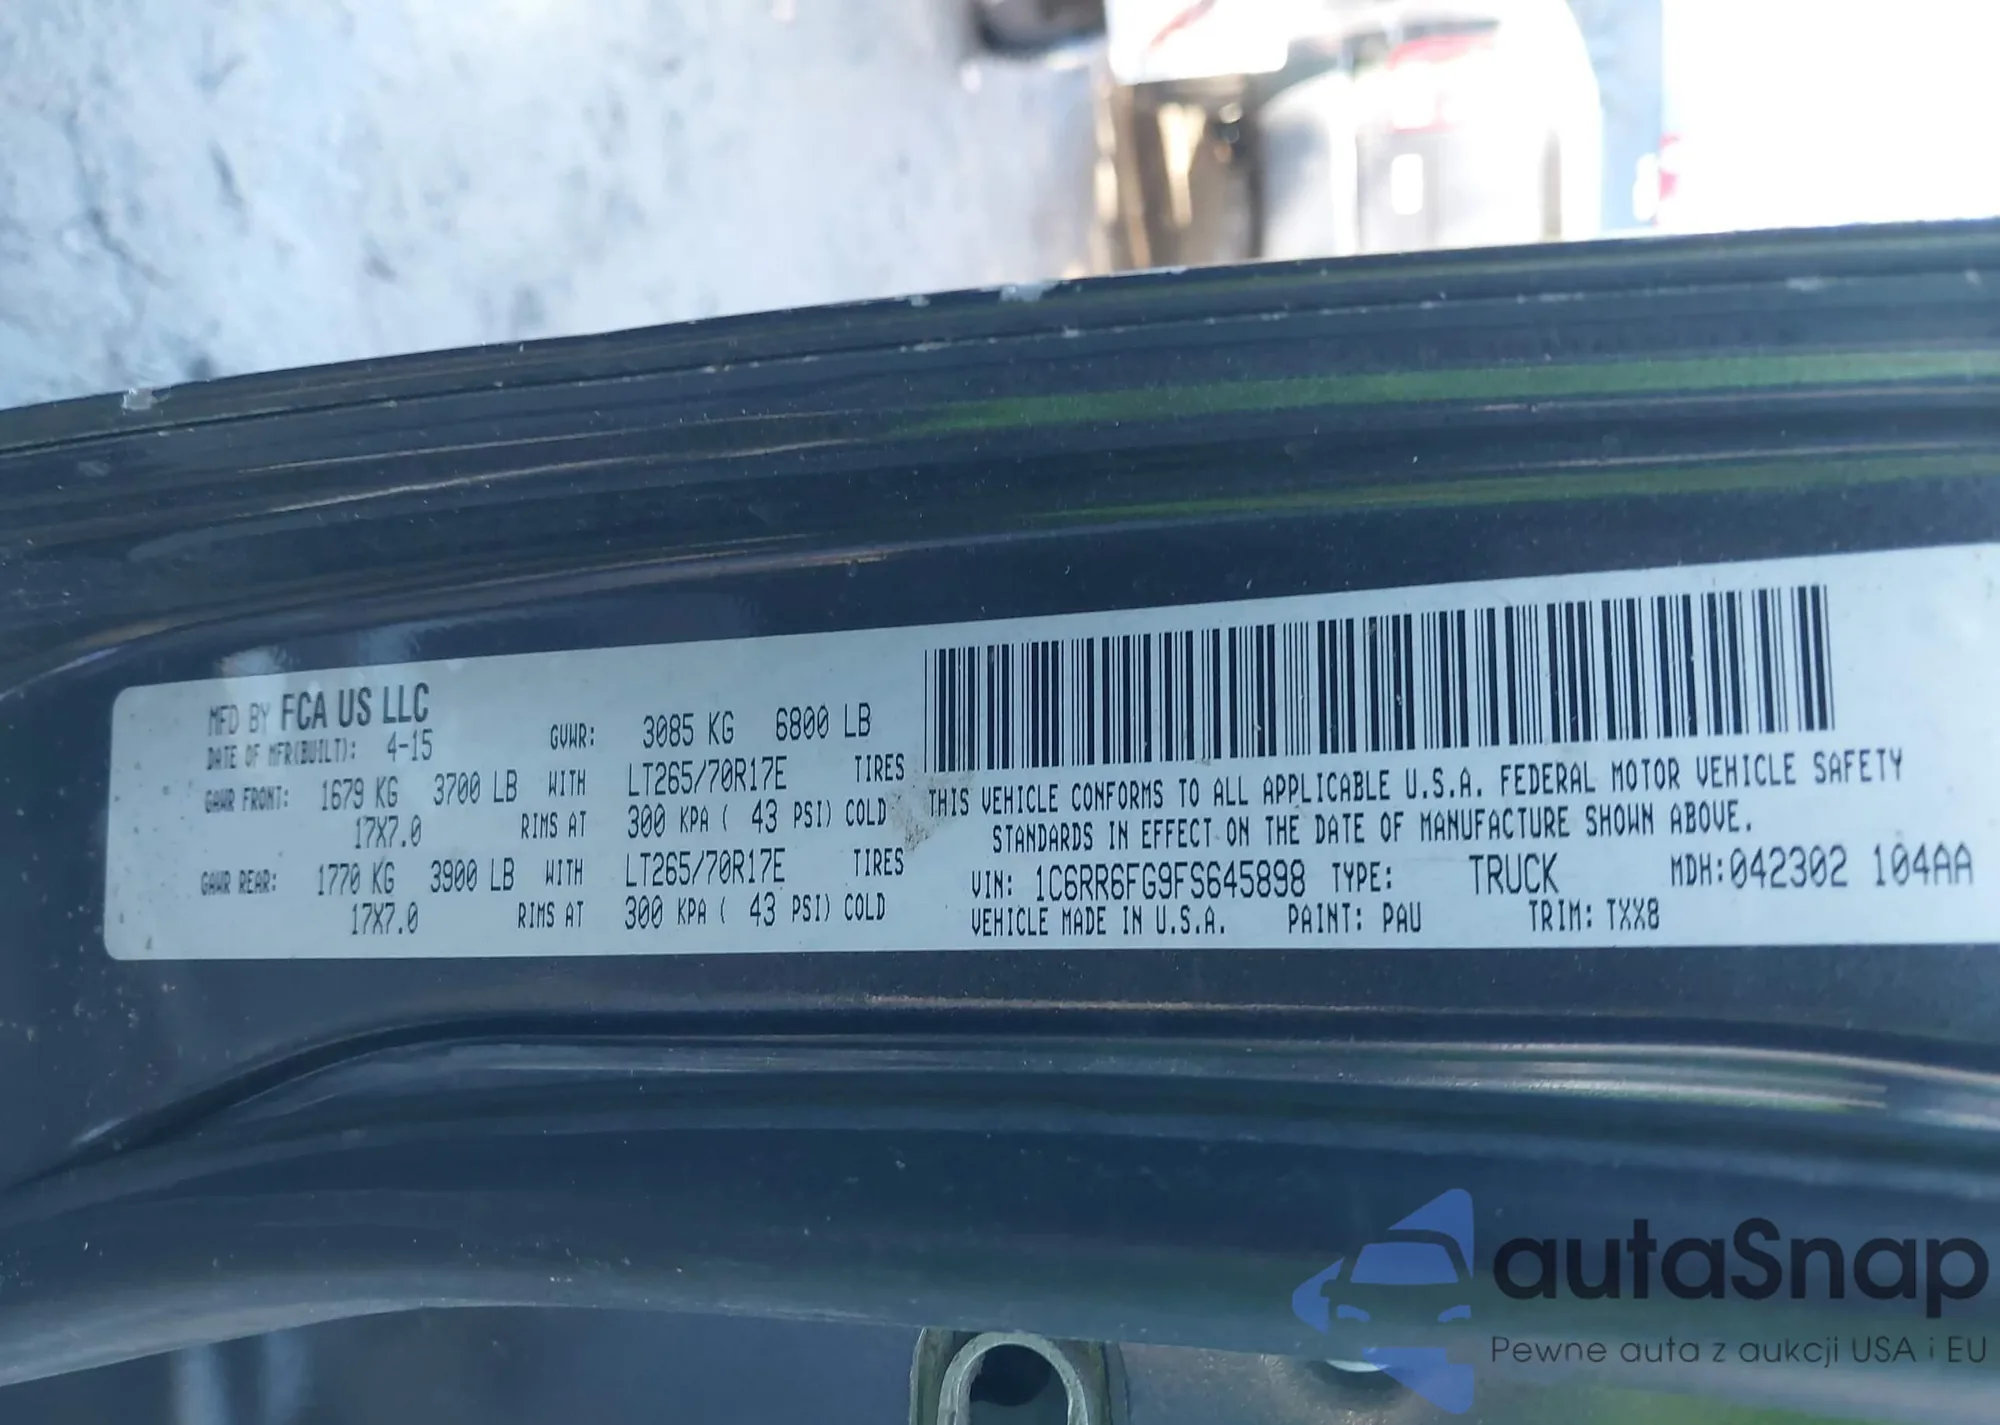 MFD BY FCA US LLC
DATE OF MFR(BUILT): 4-15 GVWR: 3085 KG 6800 LB
GAWR FRONT: 1679 KG 3700 LB WITH LT265/70R17E TIRES
17X7.0 RIMS AT 300 KPA ( 43 PSI) COLD
GAWR REAR: 1770 KG 3900 LB WITH LT265/70R17E TIRES
17X7.0 RIMS AT 300 KPA ( 43 PSI) COLD
THIS VEHICLE CONFORMS TO ALL APPLICABLE U.S.A. FEDERAL MOTOR VEHICLE SAFETY
STANDARDS IN EFFECT ON THE DATE OF MANUFACTURE SHOWN ABOVE.
VIN: 1C6RR6FG9FS645898 TYPE: TRUCK MDH:042302 104AA
VEHICLE MADE IN U.S.A. PAINT: PAU TRIM: TXX8
autaSnap
Pewne auta z aukcji USA i EU